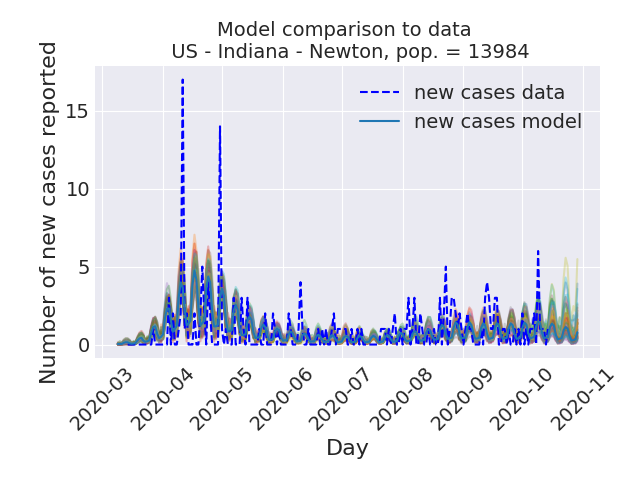 Model comparison to data
US - Indiana - Newton, pop. = 13984
new cases data
new cases model
Number of new cases reported
15
10
5
0
2020-03
2020-04
2020-05
2020-06
2020-07
2020-08
2020-09
2020-10
2020-11
Day